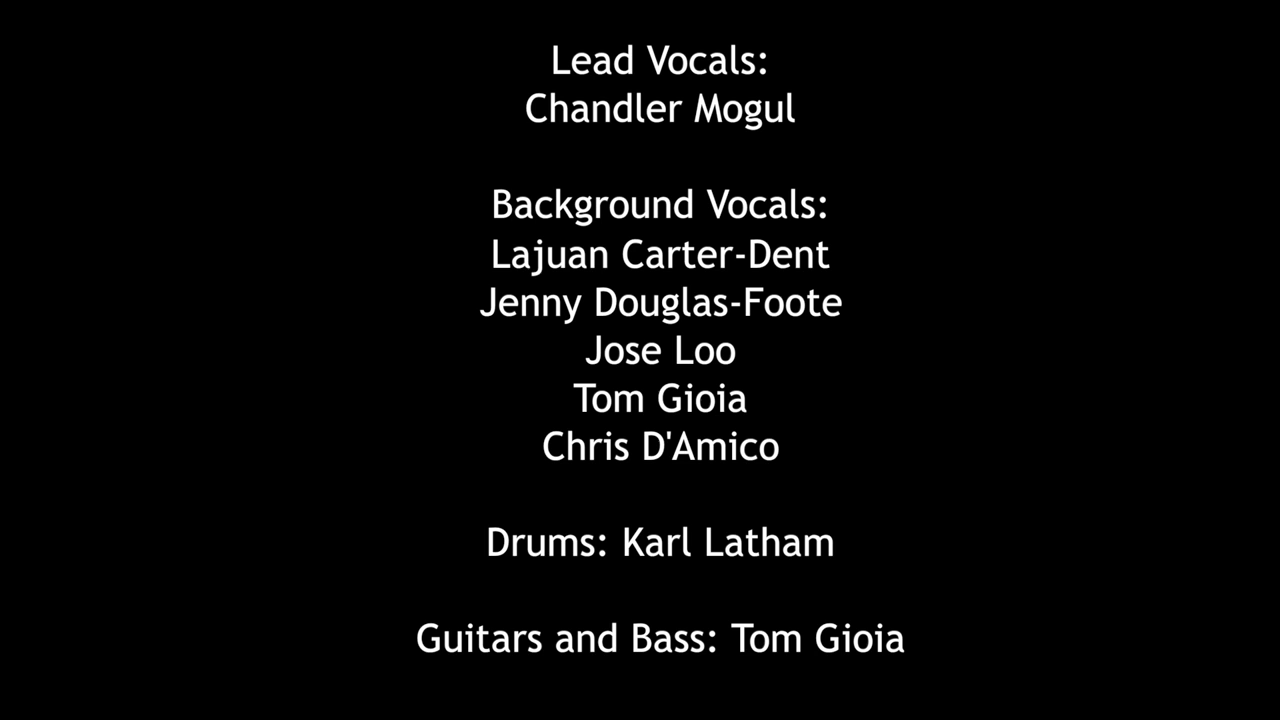 Lead Vocals:
Chandler Mogul
Background Vocals:
Lajuan Carter-Dent
Jenny Douglas-Foote
Jose Loo
Tom Gioia
Chris D'Amico
Drums: Karl Latham
Guitars and Bass: Tom Gioia